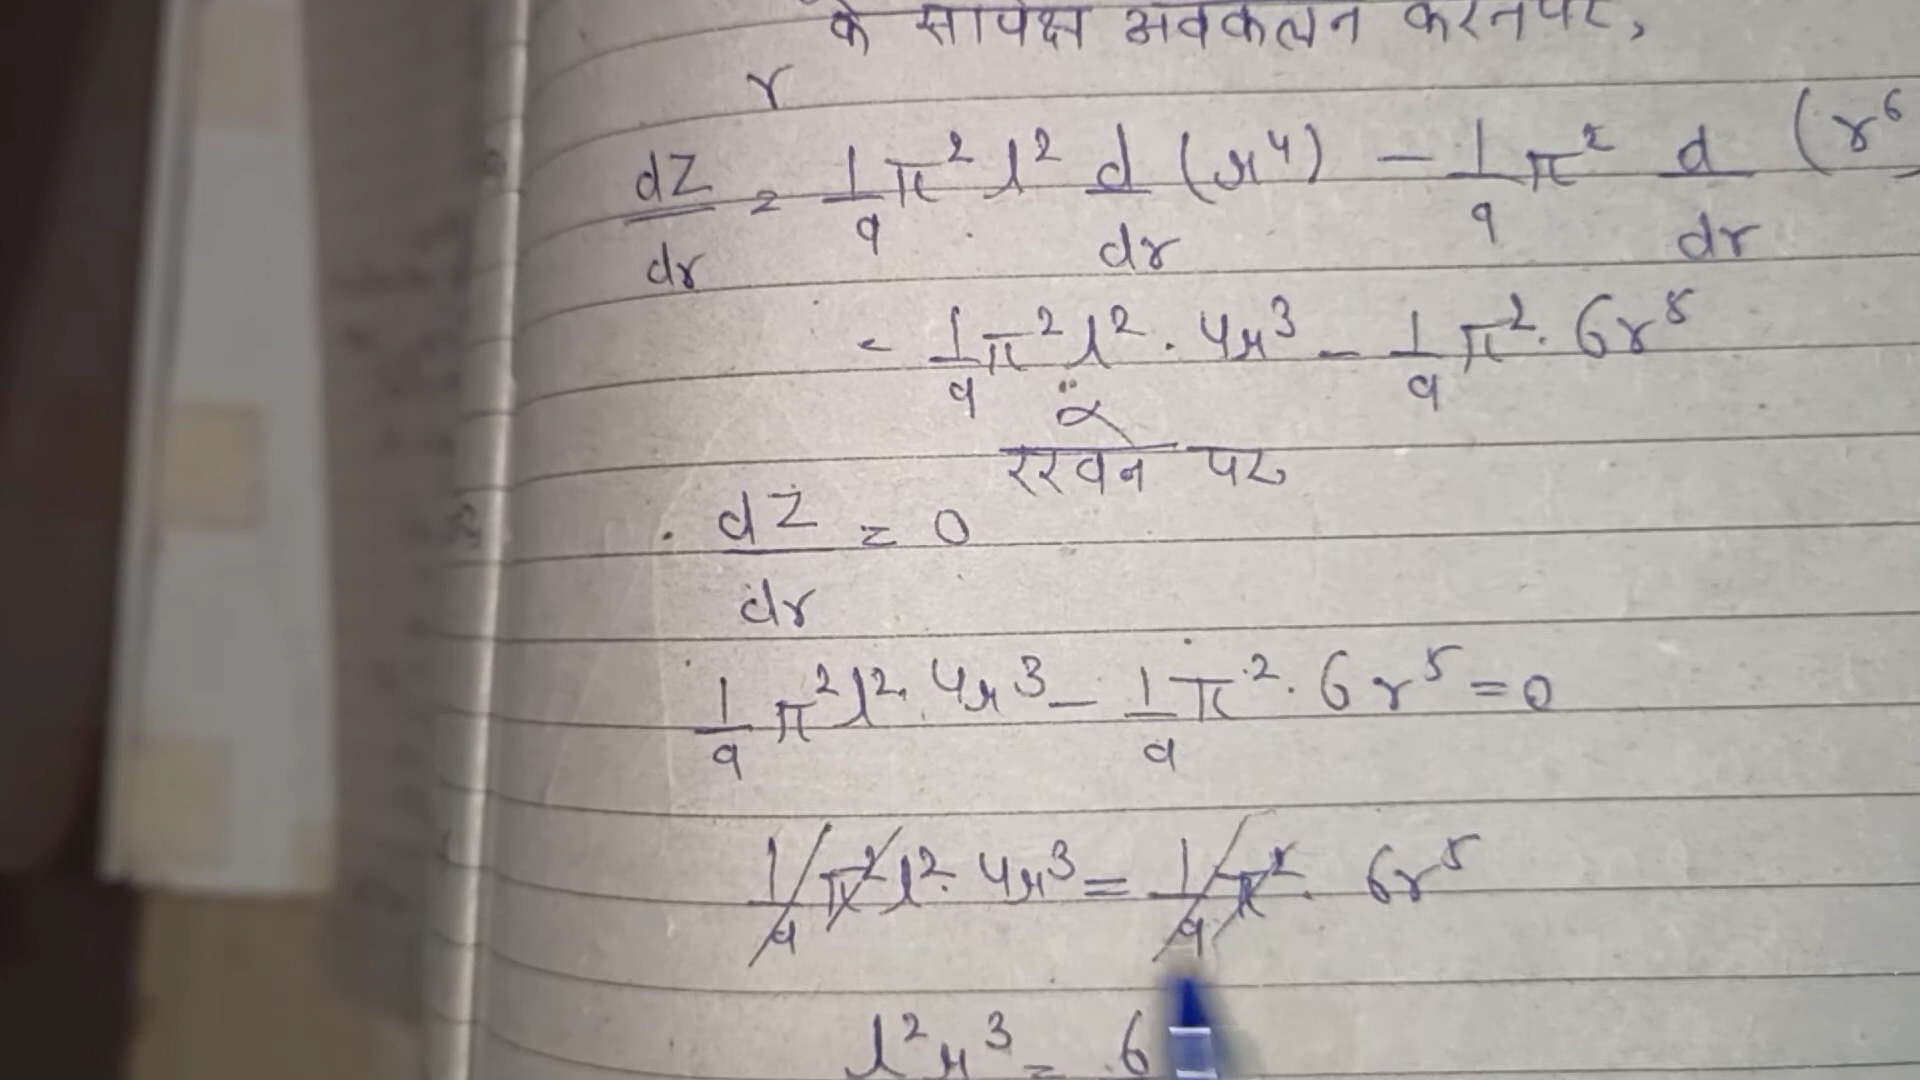 के सापेक्ष अवकलन करनेपर,
r
dZ/dr = 1/9 π² l² d/dr (r⁴) - 1/9 π² d/dr (r⁶
= 1/9 π² l² · 4r³ - 1/9 π² · 6r⁵
रखने पर
dZ/dr = 0
1/9 π² l² · 4r³ - 1/9 π² · 6r⁵ = 0
1/9 π² l² · 4r³ = 1/9 π² · 6r⁵
l² r³ = 6